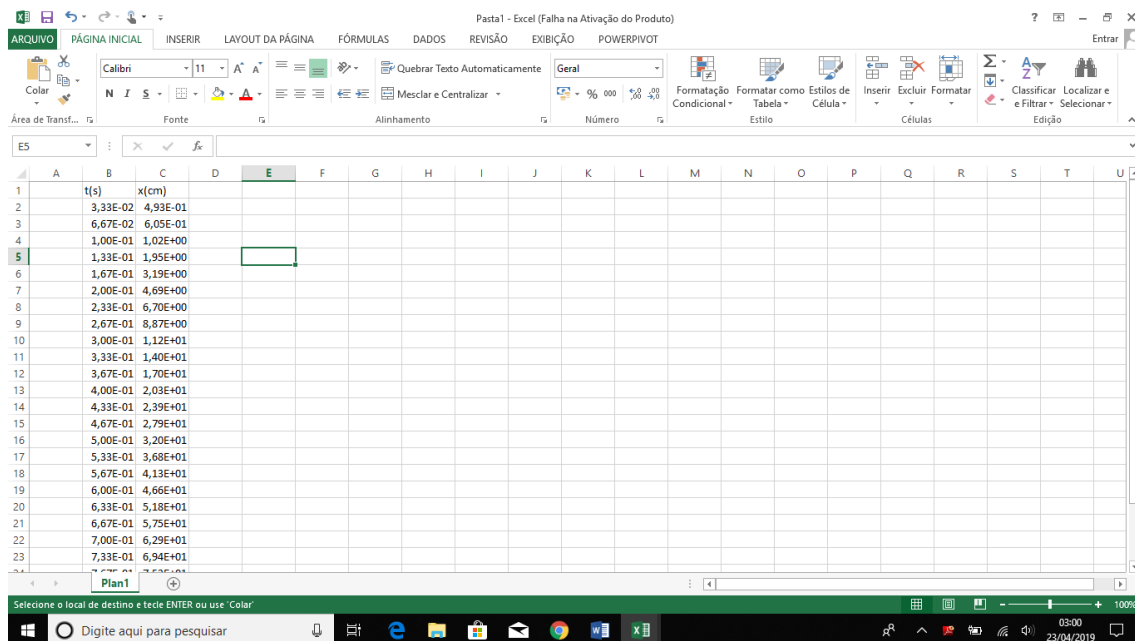 Pasta1 - Excel (Falha na Ativação do Produto)
ARQUIVO PÁGINA INICIAL INSERIR LAYOUT DA PÁGINA FÓRMULAS DADOS REVISÃO EXIBIÇÃO POWERPIVOT Entrar
Colar
Área de Transf...
Calibri 11
N I S
Fonte
Quebrar Texto Automaticamente
Mesclar e Centralizar
Alinhamento
Geral
% 000
Número
Formatação Condicional
Formatar como Tabela
Estilos de Célula
Estilo
Inserir Excluir Formatar
Células
Classificar e Filtrar
Localizar e Selecionar
Edição
E5 fx
A B C D E F G H I J K L M N O P Q R S T U
1 t(s) x(cm)
2 3,33E-02 4,93E-01
3 6,67E-02 6,05E-01
4 1,00E-01 1,02E+00
5 1,33E-01 1,95E+00
6 1,67E-01 3,19E+00
7 2,00E-01 4,69E+00
8 2,33E-01 6,70E+00
9 2,67E-01 8,87E+00
10 3,00E-01 1,12E+01
11 3,33E-01 1,40E+01
12 3,67E-01 1,70E+01
13 4,00E-01 2,03E+01
14 4,33E-01 2,39E+01
15 4,67E-01 2,79E+01
16 5,00E-01 3,20E+01
17 5,33E-01 3,68E+01
18 5,67E-01 4,13E+01
19 6,00E-01 4,66E+01
20 6,33E-01 5,18E+01
21 6,67E-01 5,75E+01
22 7,00E-01 6,29E+01
23 7,33E-01 6,94E+01
Plan1
Selecione o local de destino e tecle ENTER ou use 'Colar' 100%
Digite aqui para pesquisar
03:00
23/04/2019